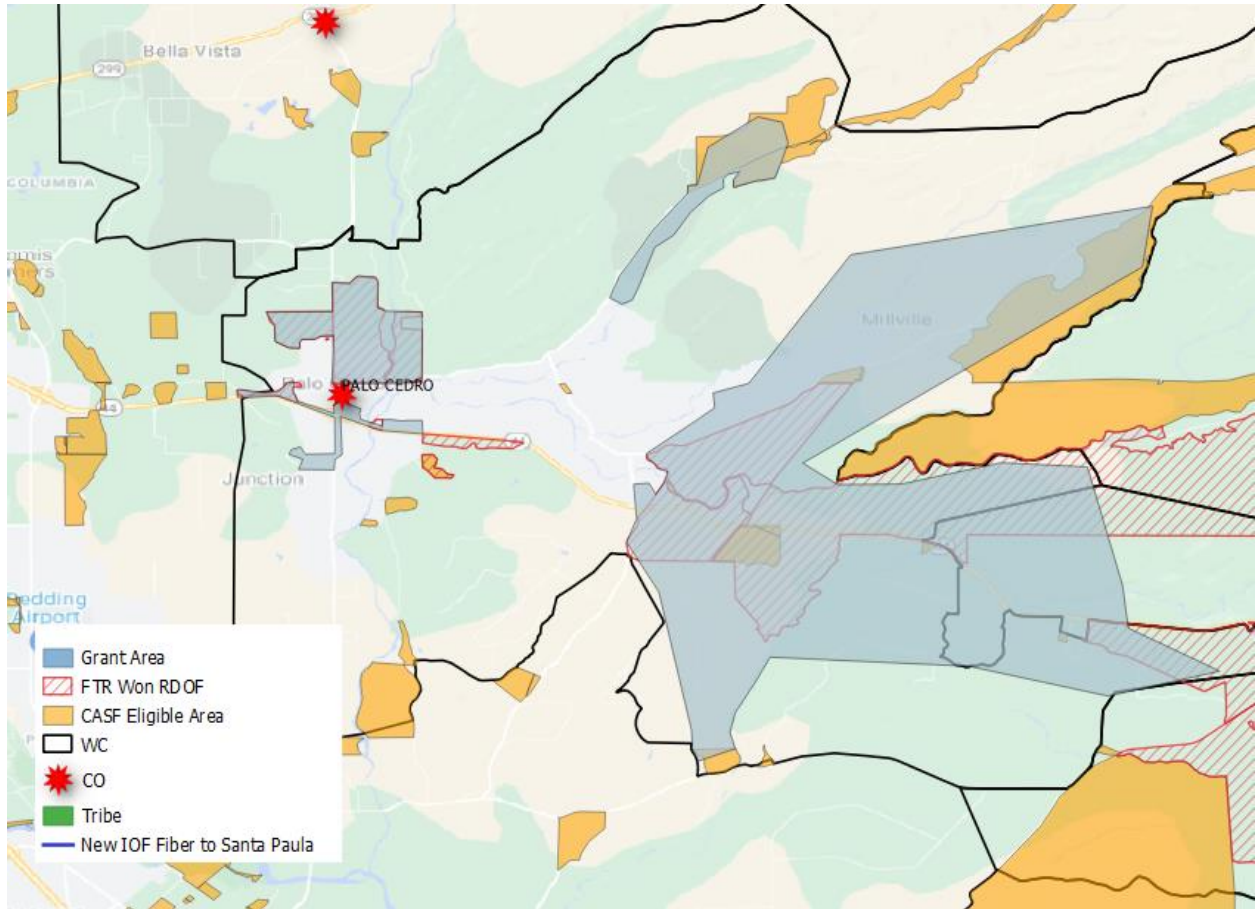 Bella Vista
299
COLUMBIA
Millville
PALO CEDRO
44
Junction
Redding
Airport
Grant Area
FTR Won RDOF
CASF Eligible Area
WC
CO
Tribe
New IOF Fiber to Santa Paula